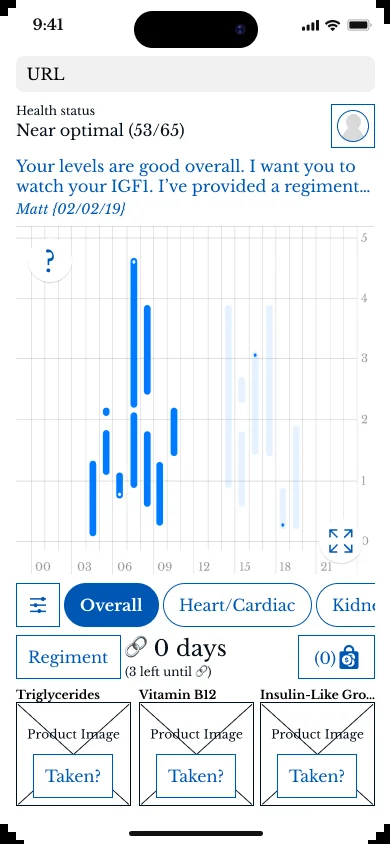 9:41
URL
Health status
Near optimal (53/65)
Your levels are good overall. I want you to
watch your IGF1. I’ve provided a regiment...
Matt {02/02/19}
?
5
4
3
2
1
0
00 03 06 09 12 15 18 21
Overall Heart/Cardiac Kidne
Regiment 🔗 0 days (0)
(3 left until 🔗)
Triglycerides Vitamin B12 Insulin-Like Gro...
Product Image Product Image Product Image
Taken? Taken? Taken?